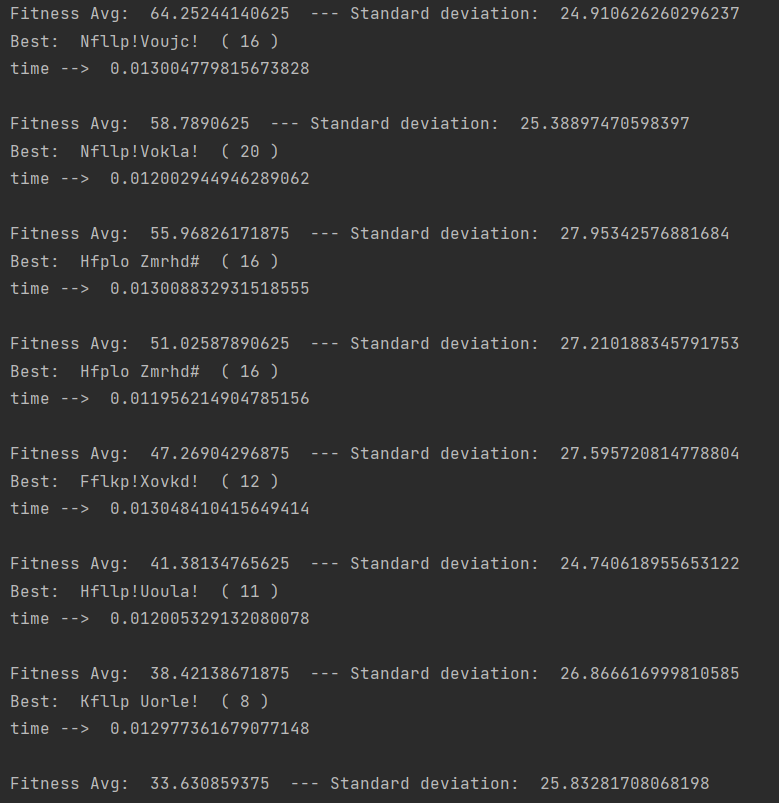 Fitness Avg:  64.25244140625  --- Standard deviation:  24.910626260296237
Best:  Nfllp!Voujc!  ( 16 )
time -->  0.013004779815673828
Fitness Avg:  58.7890625  --- Standard deviation:  25.38897470598397
Best:  Nfllp!Vokla!  ( 20 )
time -->  0.012002944946289062
Fitness Avg:  55.96826171875  --- Standard deviation:  27.95342576881684
Best:  Hfplo Zmrhd#  ( 16 )
time -->  0.013008832931518555
Fitness Avg:  51.02587890625  --- Standard deviation:  27.210188345791753
Best:  Hfplo Zmrhd#  ( 16 )
time -->  0.011956214904785156
Fitness Avg:  47.26904296875  --- Standard deviation:  27.595720814778804
Best:  Fflkp!Xovkd!  ( 12 )
time -->  0.013048410415649414
Fitness Avg:  41.38134765625  --- Standard deviation:  24.740618955653122
Best:  Hfllp!Uoula!  ( 11 )
time -->  0.012005329132080078
Fitness Avg:  38.42138671875  --- Standard deviation:  26.866616999810585
Best:  Kfllp Uorle!  ( 8 )
time -->  0.012977361679077148
Fitness Avg:  33.630859375  --- Standard deviation:  25.83281708068198